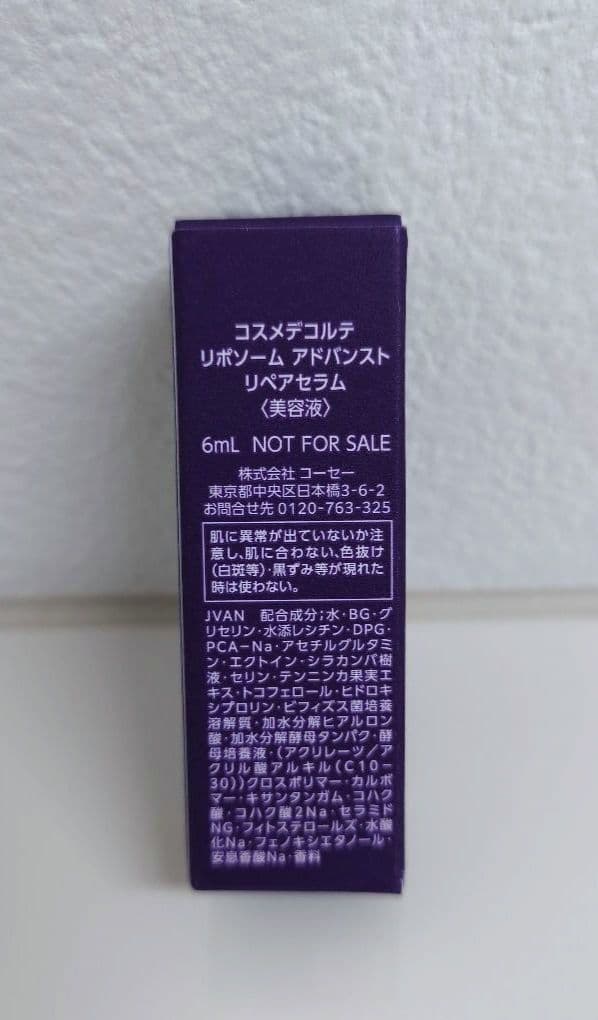 コスメデコルテ
リポソーム アドバンスト
リペアセラム
〈美容液〉
6mL NOT FOR SALE
株式会社 コーセー
東京都中央区日本橋3-6-2
お問合せ先 0120-763-325
肌に異常が出ていないか注
意し、肌に合わない、色抜け
（白斑等）・黒ずみ等が現れた
時は使わない。
JVAN 配合成分；水・BG・グ
リセリン・水添レシチン・DPG・
PCA-Na・アセチルグルタミ
ン・エクトイン・シラカンバ樹
液・セリン・テンニンカ果実エ
キス・トコフェロール・ヒドロキ
シプロリン・ビフィズス菌培養
溶解質・加水分解ヒアルロン
酸・加水分解酵母タンパク・酵
母培養液・（アクリレーツ／ア
クリル酸アルキル（C10-
30））クロスポリマー・カルボ
マー・キサンタンガム・コハク
酸・コハク酸2Na・セラミド
NG・フィトステロールズ・水酸
化Na・フェノキシエタノール・
安息香酸Na・香料